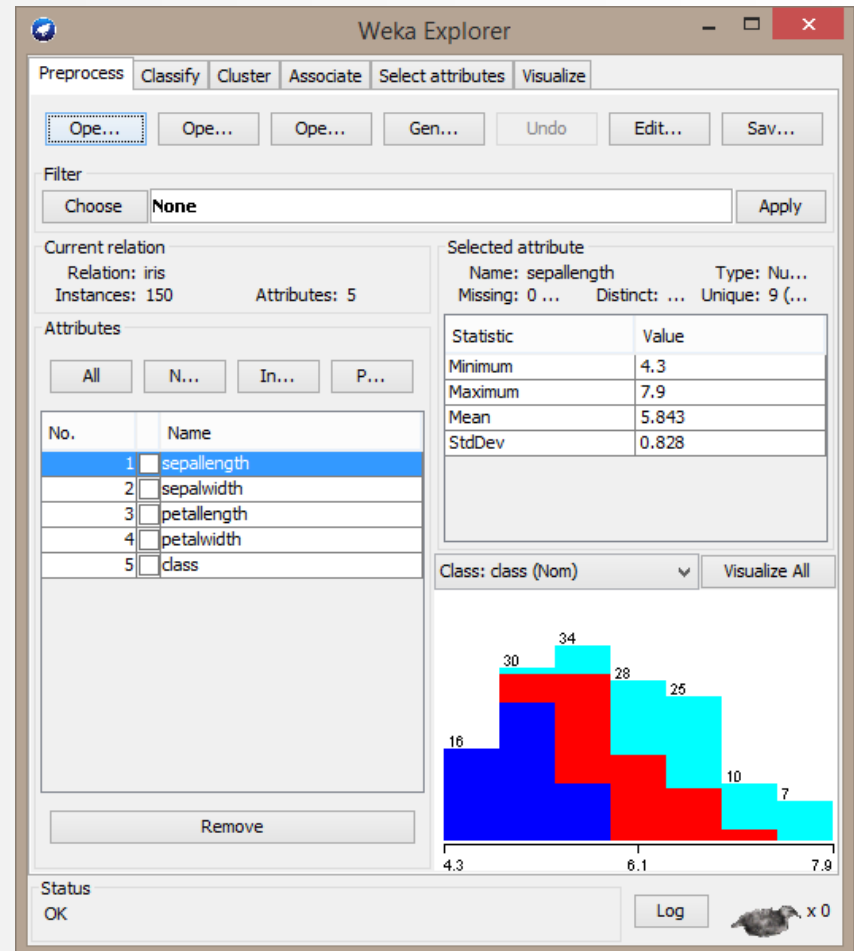 Weka Explorer
Preprocess Classify Cluster Associate Select attributes Visualize
Ope... Ope... Ope... Gen... Undo Edit... Sav...
Filter
Choose None Apply
Current relation
Relation: iris
Instances: 150 Attributes: 5
Selected attribute
Name: sepallength Type: Nu...
Missing: 0 ... Distinct: ... Unique: 9 (...
Attributes
All N... In... P...
No. Name
1 sepallength
2 sepalwidth
3 petallength
4 petalwidth
5 class
Remove
Statistic Value
Minimum 4.3
Maximum 7.9
Mean 5.843
StdDev 0.828
Class: class (Nom) Visualize All
16 30 34 28 25 10 7
4.3 6.1 7.9
Status
OK
Log x 0